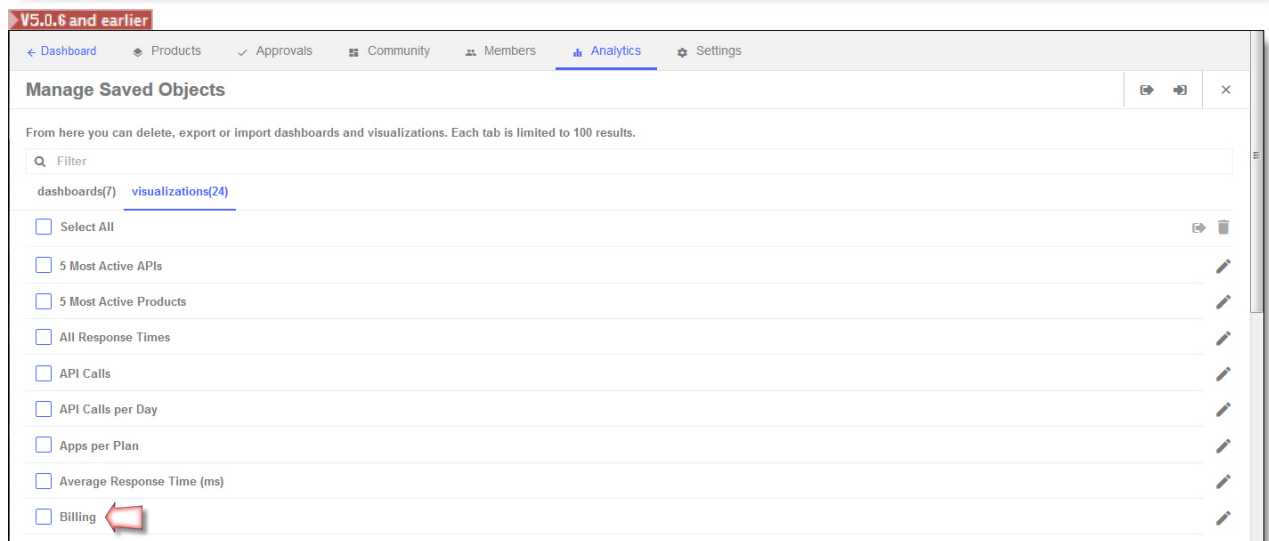 V5.0.6 and earlier
Dashboard Products Approvals Community Members Analytics Settings
Manage Saved Objects
From here you can delete, export or import dashboards and visualizations. Each tab is limited to 100 results.
Filter
dashboards(7) visualizations(24)
Select All
5 Most Active APIs
5 Most Active Products
All Response Times
API Calls
API Calls per Day
Apps per Plan
Average Response Time (ms)
Billing